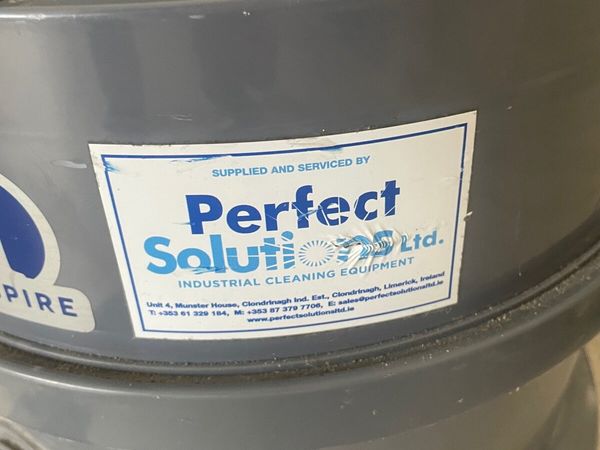 SUPPLIED AND SERVICED BY
Perfect
Solutions Ltd.
INDUSTRIAL CLEANING EQUIPMENT
Unit 4, Munster House, Clondrinagh Ind. Est., Clondrinagh, Limerick, Ireland
T: +353 61 329 184, M: +353 87 379 7706, E: sales@perfectsolutionsltd.ie
www.perfectsolutionsltd.ie
SPIRE